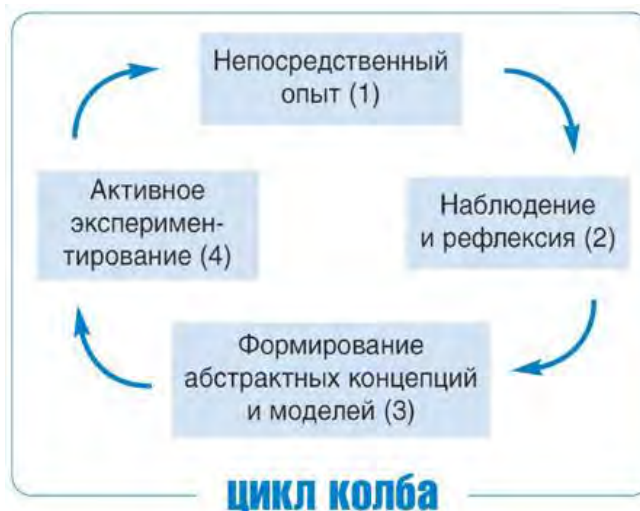 Непосредственный
опыт (1)
Активное
эксперимен-
тирование (4)
Наблюдение
и рефлексия (2)
Формирование
абстрактных концепций
и моделей (3)
цикл колба